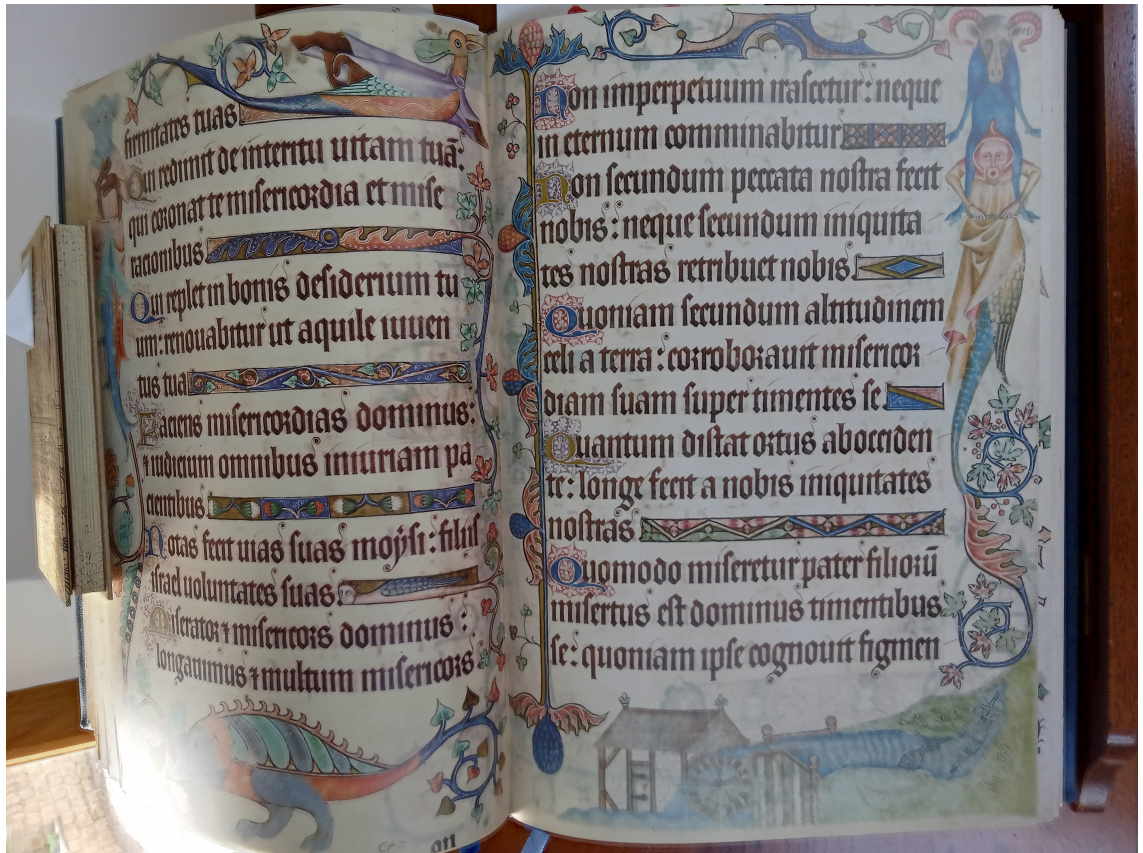 firmitates tuas
Qui redimit de interitu uitam tuā:
qui coronat te misericordia et mise
racionibus
Qui replet in bonis desiderium tu
um: renouabitur ut aquile iuuen
tus tua
Faciens misericordias dominus:
⁊ iudicium omnibus iniuriam pa
cientibus
Notas fecit uias suas moẏsi: filiis
israel uoluntates suas
Miserator ⁊ misericors dominus:
longanimus ⁊ multum misericors
on
Non imperpetuum irascetur: neque
in eternum comminabitur
Non secundum peccata nostra fecit
nobis: neque secundum iniquita
tes nostras retribuet nobis
Quoniam secundum altitudinem
celi a terra: corroborauit misericor
diam suam super timentes se
Quantum distat ortus ab occiden
te: longe fecit a nobis iniquitates
nostras
Quomodo miseretur pater filiorū
misertus est dominus timentibus
se: quoniam ipse cognouit figmen